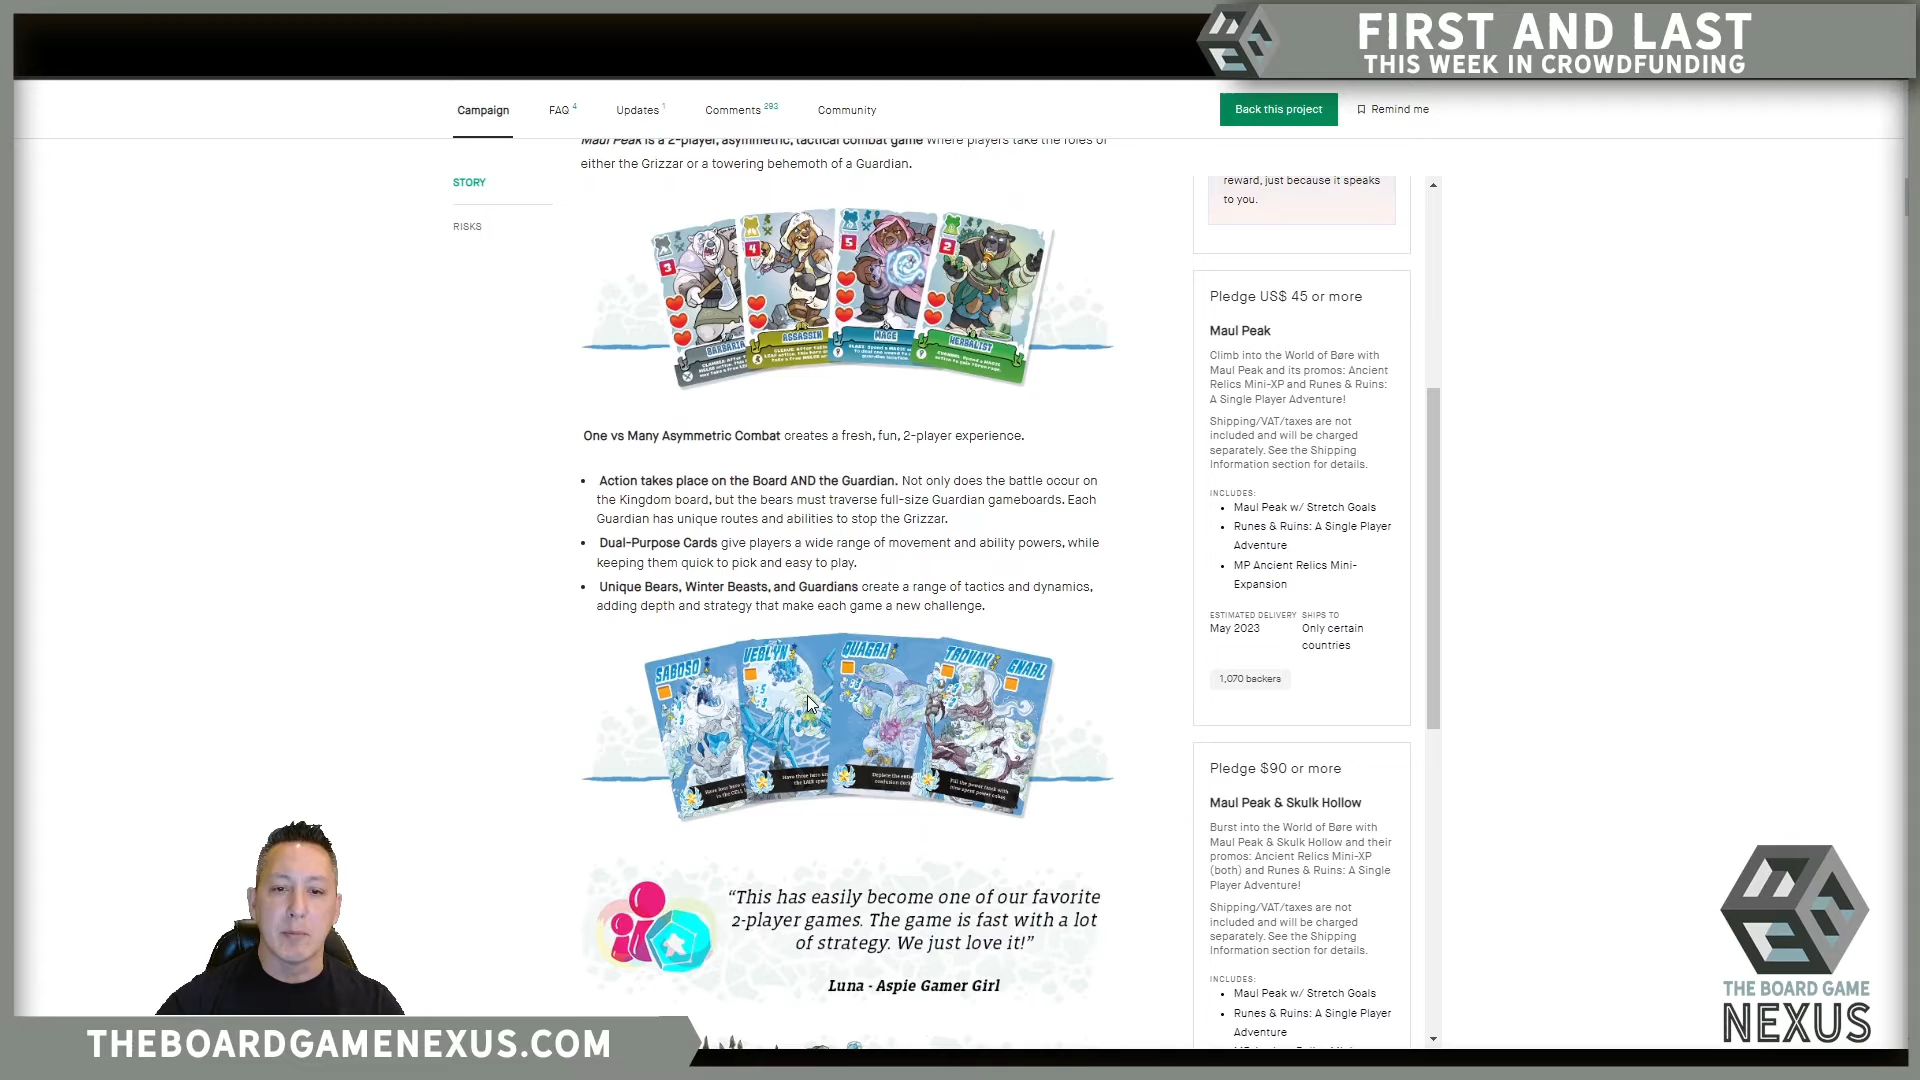 FIRST AND LAST
THIS WEEK IN CROWDFUNDING
Campaign
FAQ 4
Updates 1
Comments 293
Community
Back this project
Remind me
STORY
RISKS
Maul Peak is a 2-player, asymmetric, tactical combat game where players take the roles of
either the Grizzar or a towering behemoth of a Guardian.
3
BARBARIAN
4
ASSASSIN
5
MAGE
2
HERBALIST
One vs Many Asymmetric Combat creates a fresh, fun, 2-player experience.
• Action takes place on the Board AND the Guardian. Not only does the battle occur on
the Kingdom board, but the bears must traverse full-size Guardian gameboards. Each
Guardian has unique routes and abilities to stop the Grizzar.
• Dual-Purpose Cards give players a wide range of movement and ability powers, while
keeping them quick to pick and easy to play.
• Unique Bears, Winter Beasts, and Guardians create a range of tactics and dynamics,
adding depth and strategy that make each game a new challenge.
SABOSO
VEBLYN
QUAGRA
TROVAK
GNARL
“This has easily become one of our favorite
2-player games. The game is fast with a lot
of strategy. We just love it!”
Luna - Aspie Gamer Girl
reward, just because it speaks
to you.
Pledge US$ 45 or more
Maul Peak
Climb into the World of Børe with
Maul Peak and its promos: Ancient
Relics Mini-XP and Runes & Ruins:
A Single Player Adventure!
Shipping/VAT/taxes are not
included and will be charged
separately. See the Shipping
Information section for details.
INCLUDES:
• Maul Peak w/ Stretch Goals
• Runes & Ruins: A Single Player
Adventure
• MP Ancient Relics Mini-
Expansion
ESTIMATED DELIVERY
May 2023
SHIPS TO
Only certain
countries
1,070 backers
Pledge $90 or more
Maul Peak & Skulk Hollow
Burst into the World of Børe with
Maul Peak & Skulk Hollow and their
promos: Ancient Relics Mini-XP
(both) and Runes & Ruins: A Single
Player Adventure!
Shipping/VAT/taxes are not
included and will be charged
separately. See the Shipping
Information section for details.
INCLUDES:
• Maul Peak w/ Stretch Goals
• Runes & Ruins: A Single Player
Adventure
THEBOARDGAMENEXUS.COM
THE BOARD GAME
NEXUS